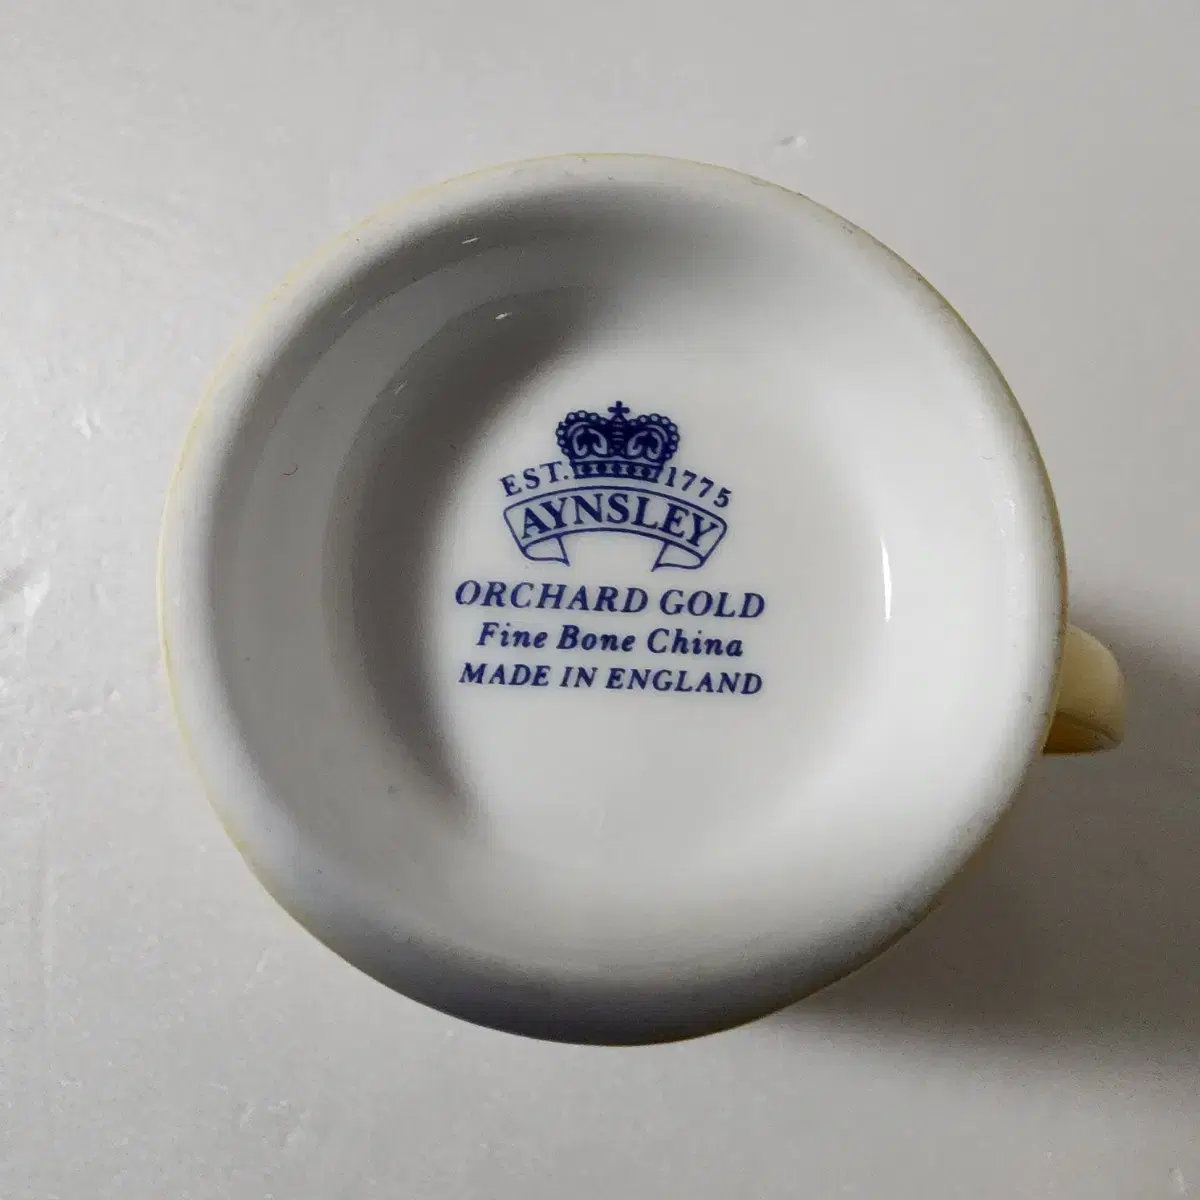 EST. 1775
AYNSLEY
ORCHARD GOLD
Fine Bone China
MADE IN ENGLAND